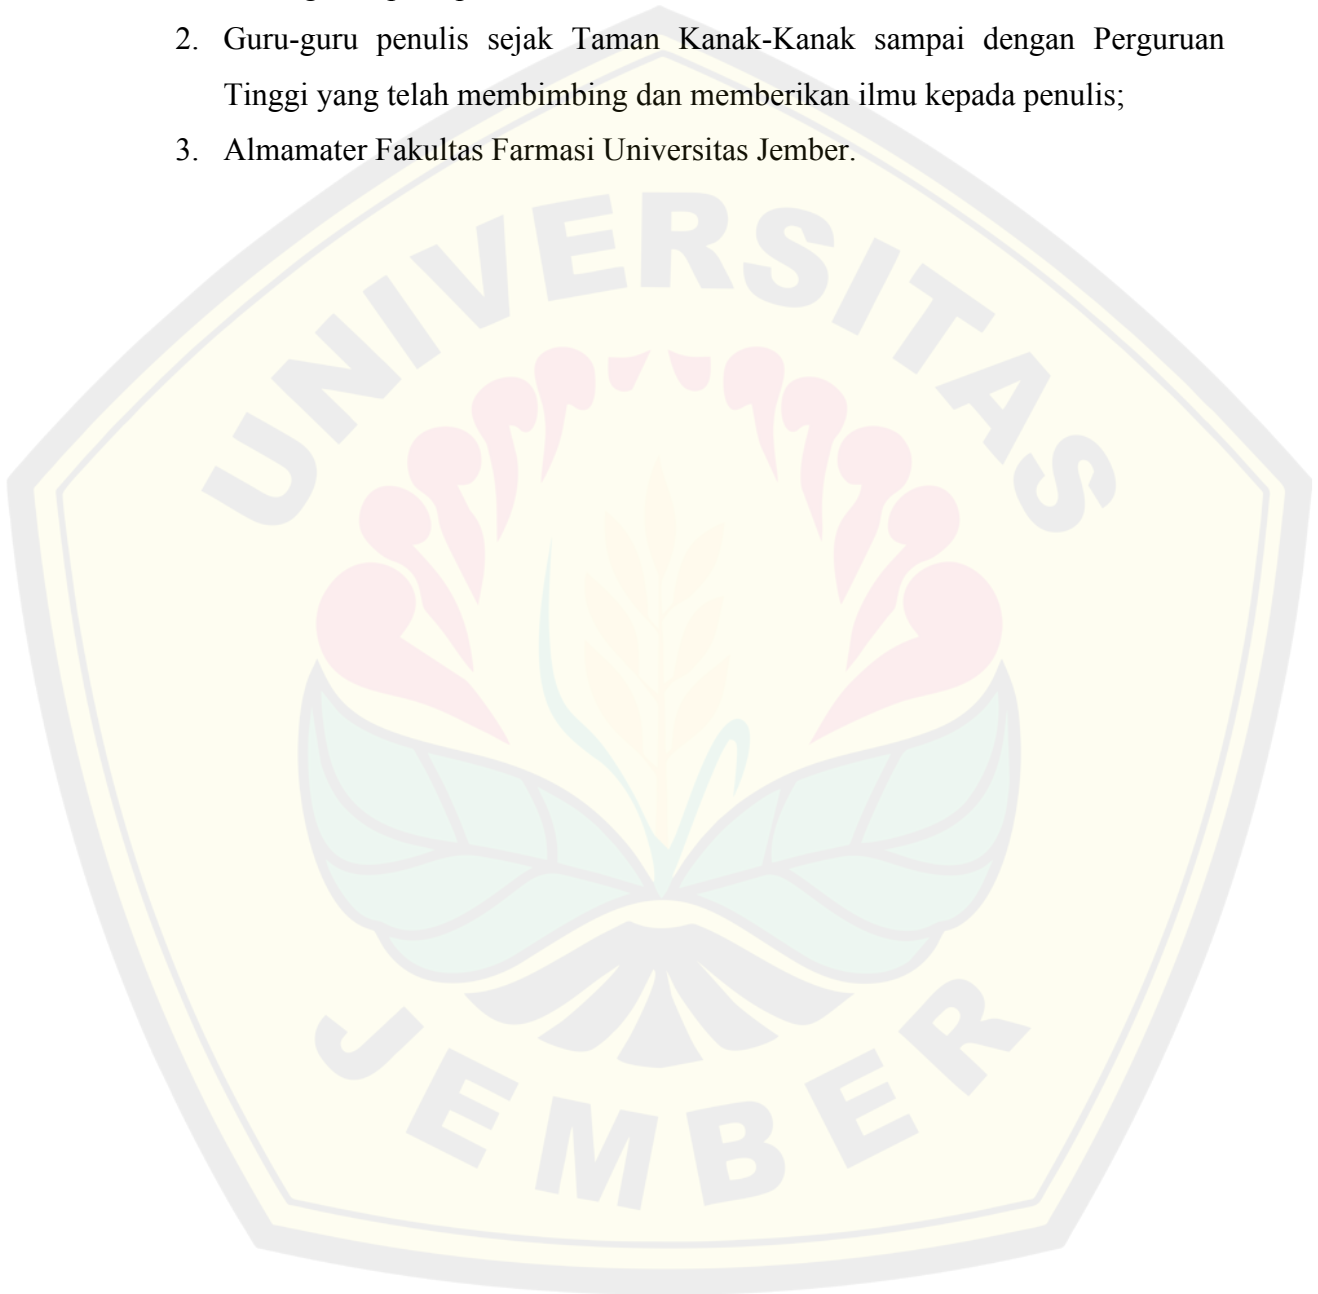 2. Guru-guru penulis sejak Taman Kanak-Kanak sampai dengan Perguruan
Tinggi yang telah membimbing dan memberikan ilmu kepada penulis;
3. Almamater Fakultas Farmasi Universitas Jember.
UNIVERSITAS
JEMBER